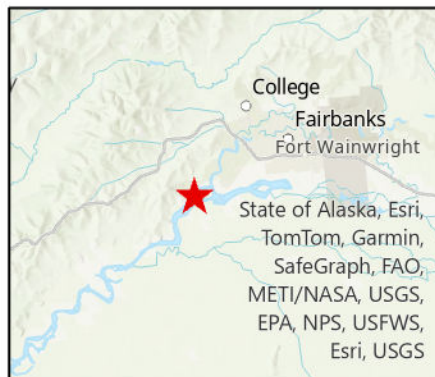 College
Fairbanks
Fort Wainwright
State of Alaska, Esri,
TomTom, Garmin,
SafeGraph, FAO,
METI/NASA, USGS,
EPA, NPS, USFWS,
Esri, USGS